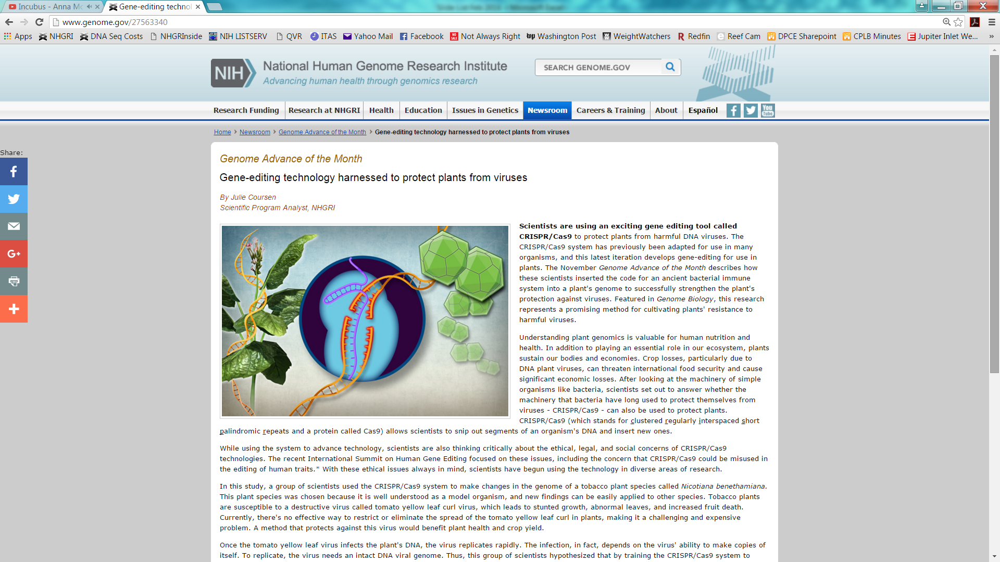 Incubus - Anna Mo
Gene-editing technol
www.genome.gov/27563340
Apps NHGRI DNA Seq Costs NHGRInside NIH LISTSERV QVR ITAS Yahoo Mail Facebook NO SALE Not Always Right wp Washington Post WeightWatchers Redfin Reef Cam DPCE Sharepoint CPLB Minutes Jupiter Inlet We... »
NIH National Human Genome Research Institute
Advancing human health through genomics research
SEARCH GENOME.GOV
Research Funding Research at NHGRI Health Education Issues in Genetics Newsroom Careers & Training About Español You Tube
Home › Newsroom › Genome Advance of the Month › Gene-editing technology harnessed to protect plants from viruses
Share:
G+
Genome Advance of the Month
Gene-editing technology harnessed to protect plants from viruses
By Julie Coursen
Scientific Program Analyst, NHGRI
Scientists are using an exciting gene editing tool called
CRISPR/Cas9 to protect plants from harmful DNA viruses. The
CRISPR/Cas9 system has previously been adapted for use in many
organisms, and this latest iteration develops gene-editing for use in
plants. The November Genome Advance of the Month describes how
these scientists inserted the code for an ancient bacterial immune
system into a plant's genome to successfully strengthen the plant's
protection against viruses. Featured in Genome Biology, this research
represents a promising method for cultivating plants' resistance to
harmful viruses.
Understanding plant genomics is valuable for human nutrition and
health. In addition to playing an essential role in our ecosystem, plants
sustain our bodies and economies. Crop losses, particularly due to
DNA plant viruses, can threaten international food security and cause
significant economic losses. After looking at the machinery of simple
organisms like bacteria, scientists set out to answer whether the
machinery that bacteria have long used to protect themselves from
viruses - CRISPR/Cas9 - can also be used to protect plants.
CRISPR/Cas9 (which stands for clustered regularly interspaced short
palindromic repeats and a protein called Cas9) allows scientists to snip out segments of an organism's DNA and insert new ones.
While using the system to advance technology, scientists are also thinking critically about the ethical, legal, and social concerns of CRISPR/Cas9
technologies. The recent International Summit on Human Gene Editing focused on these issues, including the concern that CRISPR/Cas9 could be misused in
the editing of human traits.* With these ethical issues always in mind, scientists have begun using the technology in diverse areas of research.
In this study, a group of scientists used the CRISPR/Cas9 system to make changes in the genome of a tobacco plant species called Nicotiana benethamiana.
This plant species was chosen because it is well understood as a model organism, and new findings can be easily applied to other species. Tobacco plants
are susceptible to a destructive virus called tomato yellow leaf curl virus, which leads to stunted growth, abnormal leaves, and increased fruit death.
Currently, there's no effective way to restrict or eliminate the spread of the tomato yellow leaf curl in plants, making it a challenging and expensive
problem. A method that protects against this virus would benefit plant health and crop yield.
Once the tomato yellow leaf virus infects the plant's DNA, the virus replicates rapidly. The infection, in fact, depends on the virus' ability to make copies of
itself. To replicate, the virus needs an intact DNA viral genome. Thus, this group of scientists hypothesized that by training the CRISPR/Cas9 system to